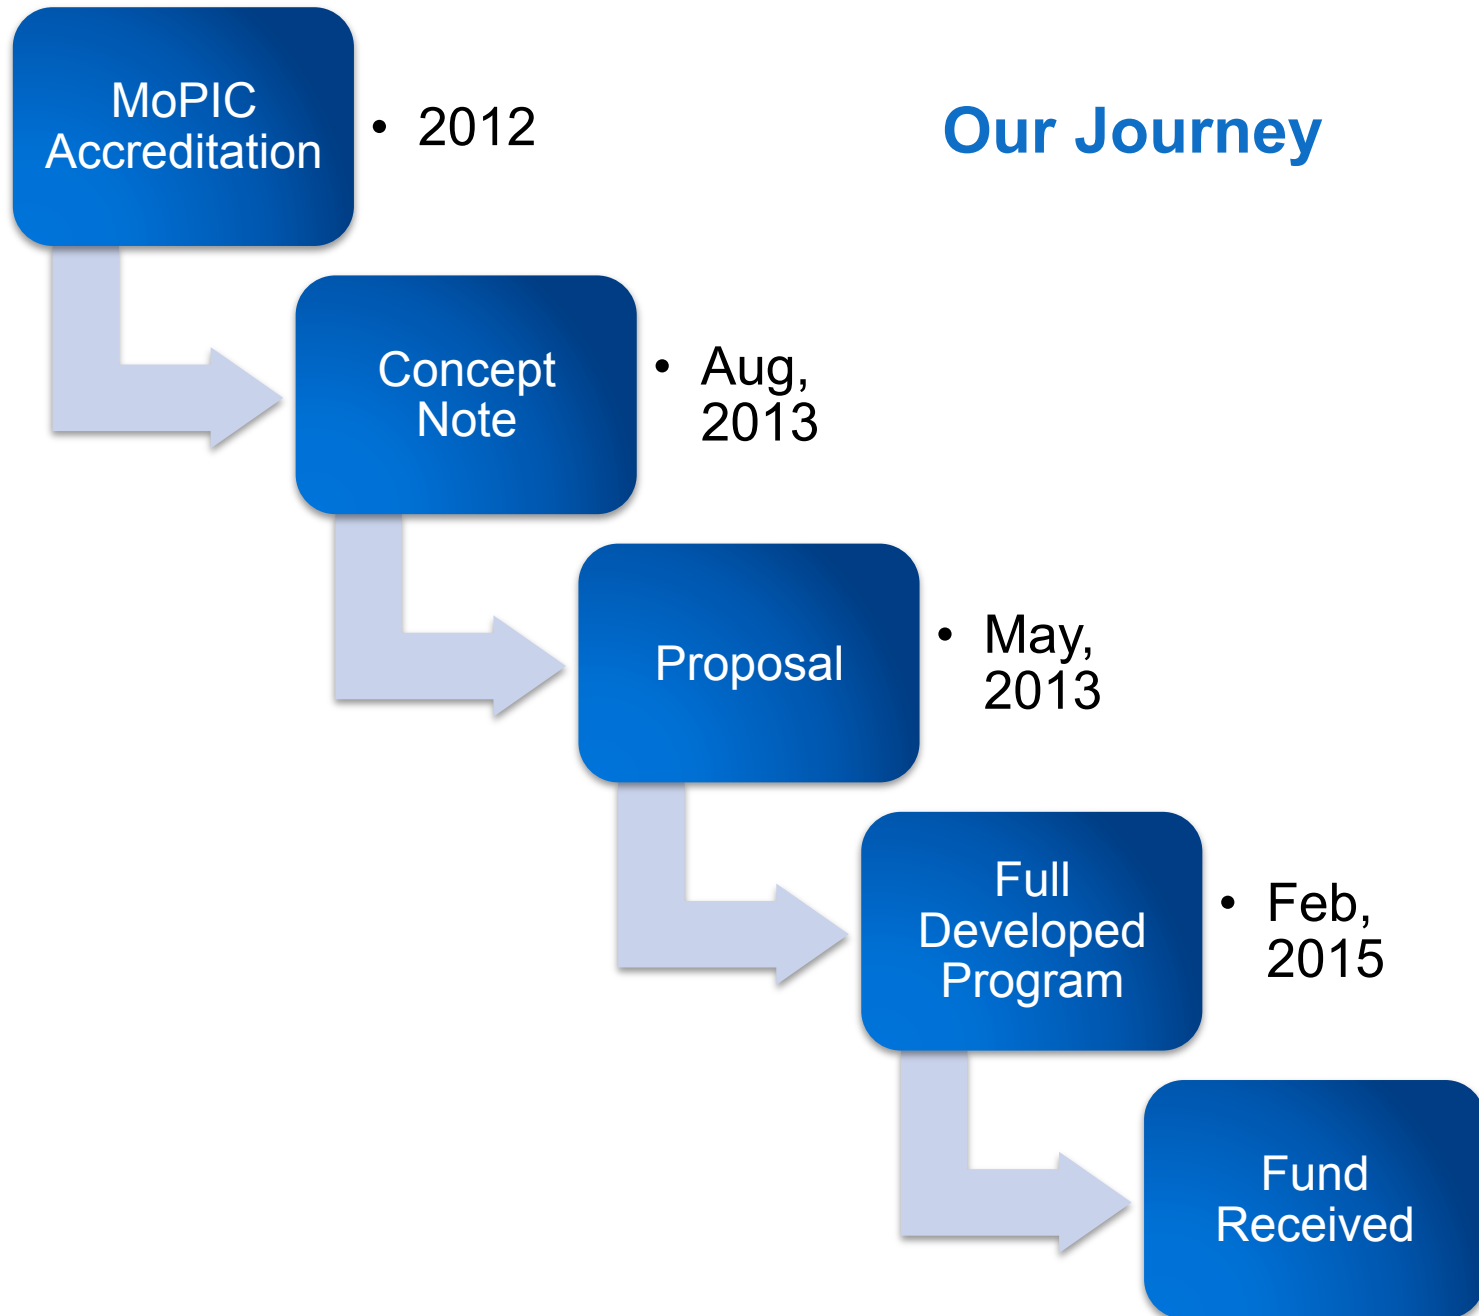 Our Journey
MoPIC
Accreditation
• 2012
Concept
Note
• Aug,
2013
Proposal
• May,
2013
Full
Developed
Program
• Feb,
2015
Fund
Received